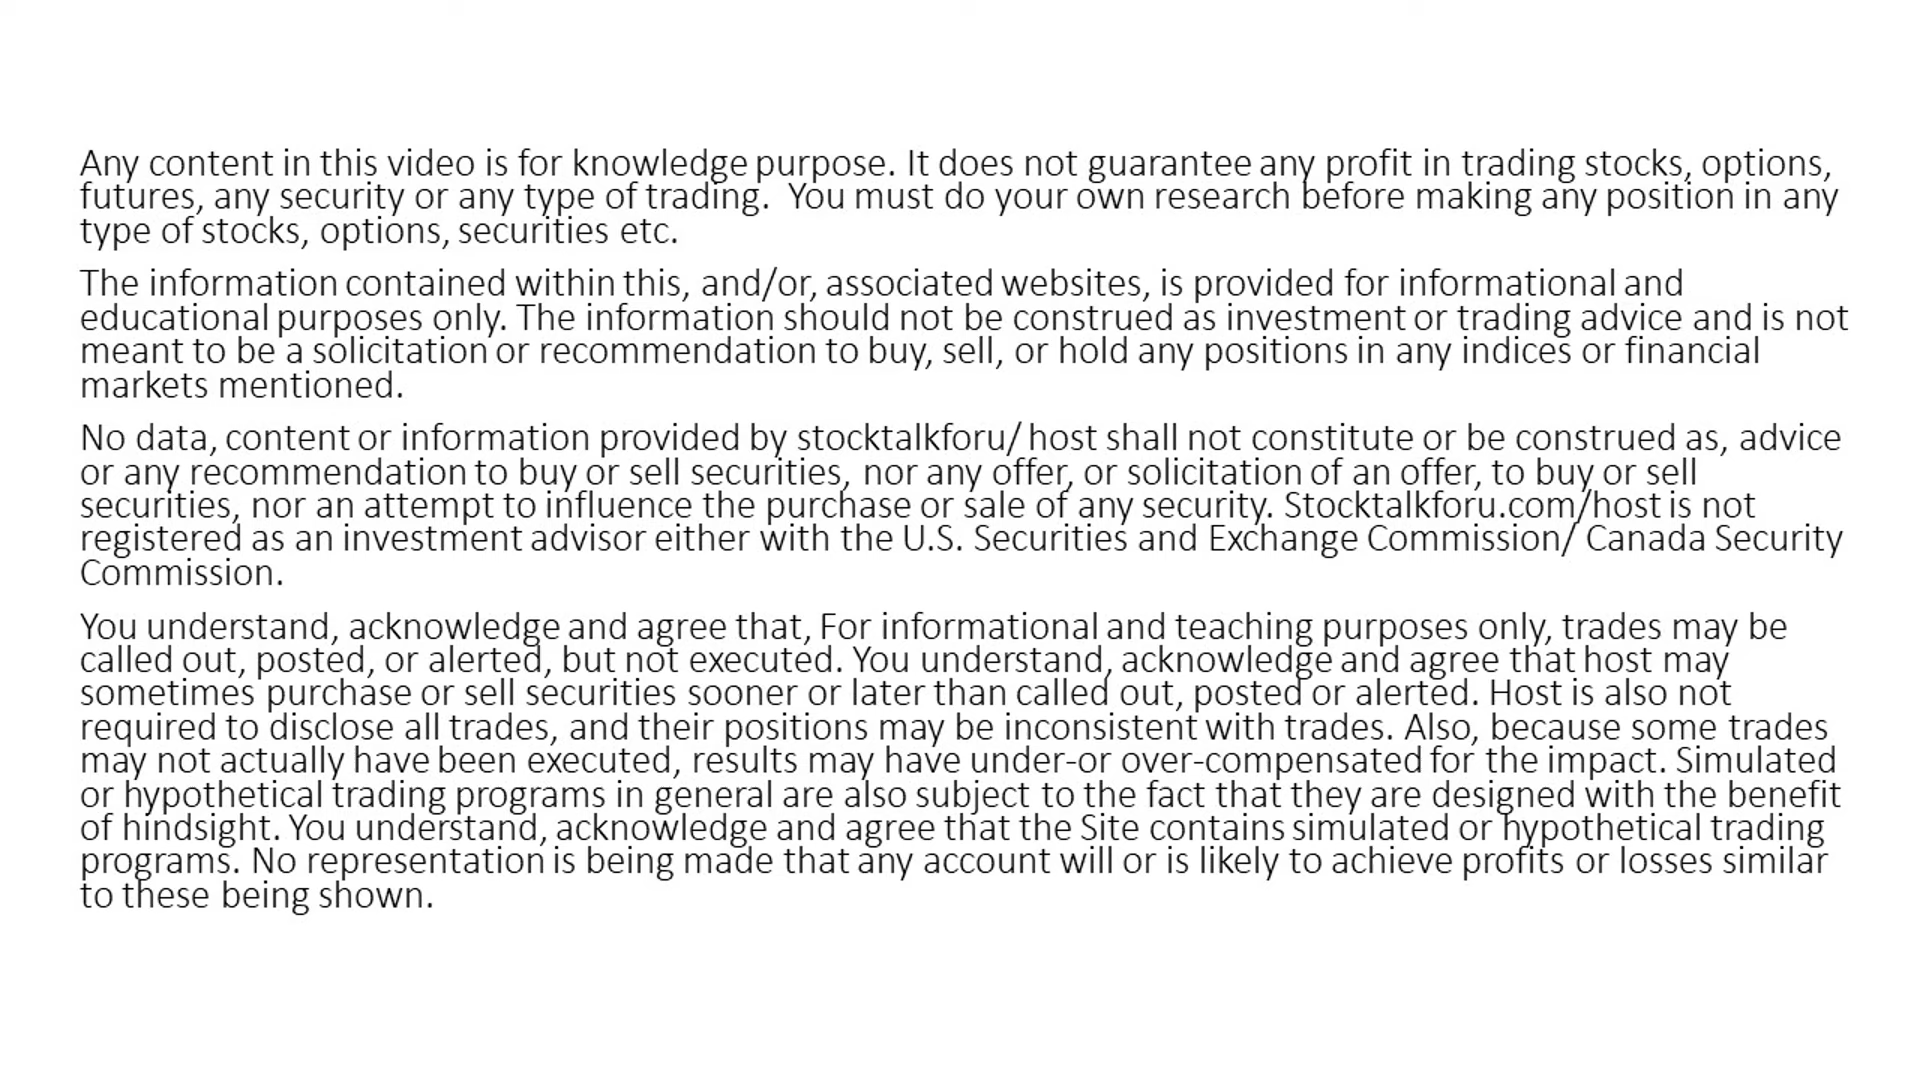 Any content in this video is for knowledge purpose. It does not guarantee any profit in trading stocks, options,
futures, any security or any type of trading.  You must do your own research before making any position in any
type of stocks, options, securities etc.
The information contained within this, and/or, associated websites, is provided for informational and
educational purposes only. The information should not be construed as investment or trading advice and is not
meant to be a solicitation or recommendation to buy, sell, or hold any positions in any indices or financial
markets mentioned.
No data, content or information provided by stocktalkforu/ host shall not constitute or be construed as, advice
or any recommendation to buy or sell securities, nor any offer, or solicitation of an offer, to buy or sell
securities, nor an attempt to influence the purchase or sale of any security. Stocktalkforu.com/host is not
registered as an investment advisor either with the U.S. Securities and Exchange Commission/ Canada Security
Commission.
You understand, acknowledge and agree that, For informational and teaching purposes only, trades may be
called out, posted, or alerted, but not executed. You understand, acknowledge and agree that host may
sometimes purchase or sell securities sooner or later than called out, posted or alerted. Host is also not
required to disclose all trades, and their positions may be inconsistent with trades. Also, because some trades
may not actually have been executed, results may have under-or over-compensated for the impact. Simulated
or hypothetical trading programs in general are also subject to the fact that they are designed with the benefit
of hindsight. You understand, acknowledge and agree that the Site contains simulated or hypothetical trading
programs. No representation is being made that any account will or is likely to achieve profits or losses similar
to these being shown.